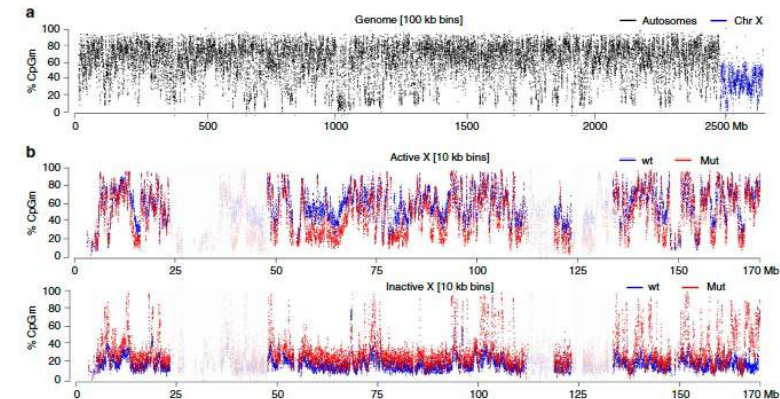 a
Genome [100 kb bins]
Autosomes
Chr X
% CpGm
100
80
60
40
20
0
0 500 1000 1500 2000 2500 Mb
b
Active X [10 kb bins]
wt
Mut
% CpGm
100
80
60
40
20
0
0 25 50 75 100 125 150 170 Mb
Inactive X [10 kb bins]
wt
Mut
% CpGm
100
80
60
40
20
0
0 25 50 75 100 125 150 170 Mb